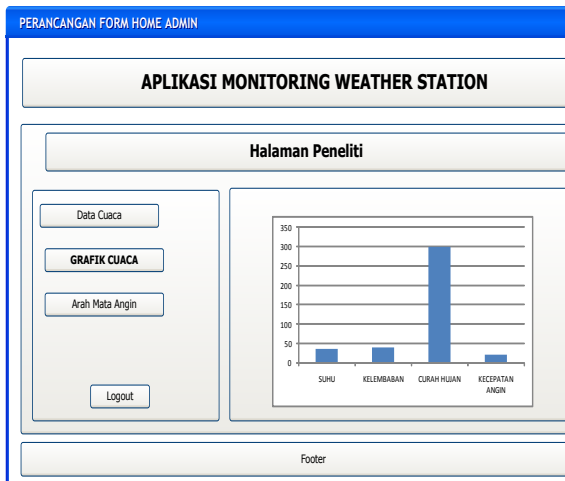 PERANCANGAN FORM HOME ADMIN
APLIKASI MONITORING WEATHER STATION
Halaman Peneliti
Data Cuaca
GRAFIK CUACA
Arah Mata Angin
Logout
350
300
250
200
150
100
50
0
SUHU
KELEMBABAN
CURAH HUJAN
KECEPATAN
ANGIN
Footer